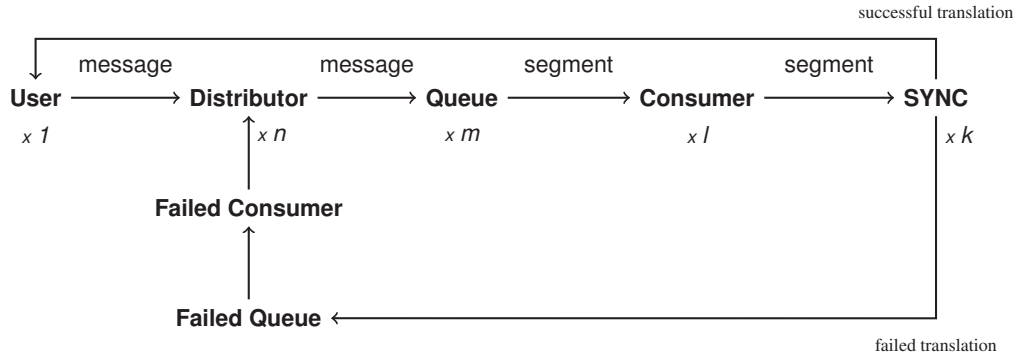 successful translation
message message segment segment
User Distributor Queue Consumer SYNC
x 1 x n x m x l x k
Failed Consumer
Failed Queue
failed translation